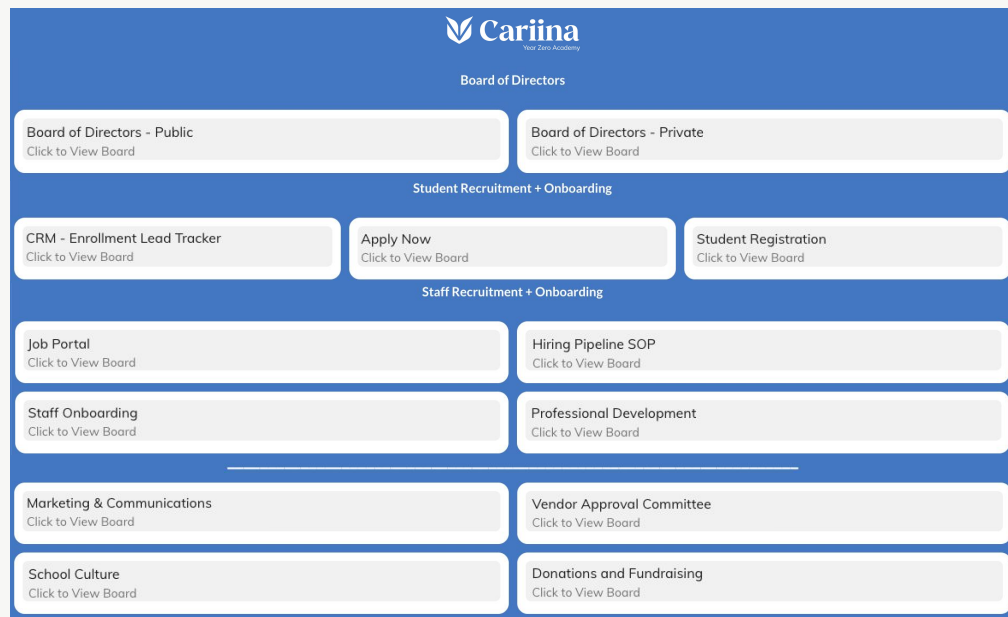 Cariina
Year Zero Academy
Board of Directors
Board of Directors - Public
Click to View Board
Board of Directors - Private
Click to View Board
Student Recruitment + Onboarding
CRM - Enrollment Lead Tracker
Click to View Board
Apply Now
Click to View Board
Student Registration
Click to View Board
Staff Recruitment + Onboarding
Job Portal
Click to View Board
Hiring Pipeline SOP
Click to View Board
Staff Onboarding
Click to View Board
Professional Development
Click to View Board
Marketing & Communications
Click to View Board
Vendor Approval Committee
Click to View Board
School Culture
Click to View Board
Donations and Fundraising
Click to View Board